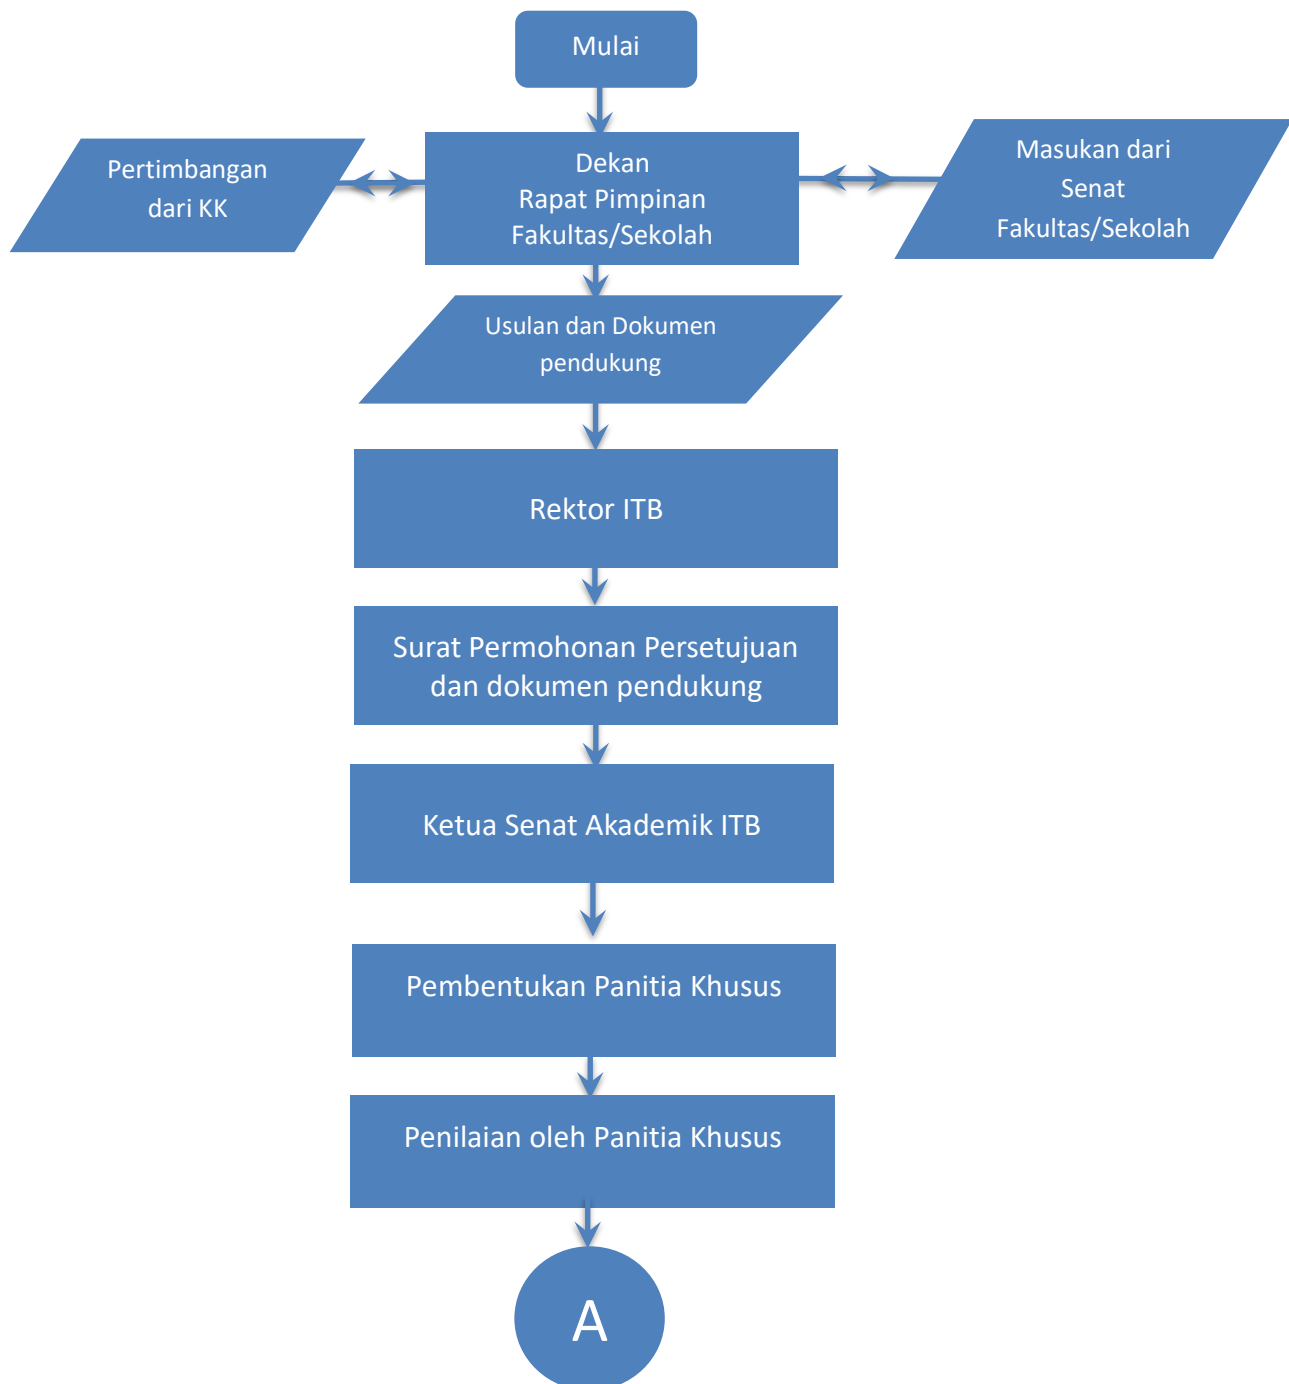 Mulai
Pertimbangan
dari KK
Dekan
Rapat Pimpinan
Fakultas/Sekolah
Masukan dari
Senat
Fakultas/Sekolah
Usulan dan Dokumen
pendukung
Rektor ITB
Surat Permohonan Persetujuan
dan dokumen pendukung
Ketua Senat Akademik ITB
Pembentukan Panitia Khusus
Penilaian oleh Panitia Khusus
A